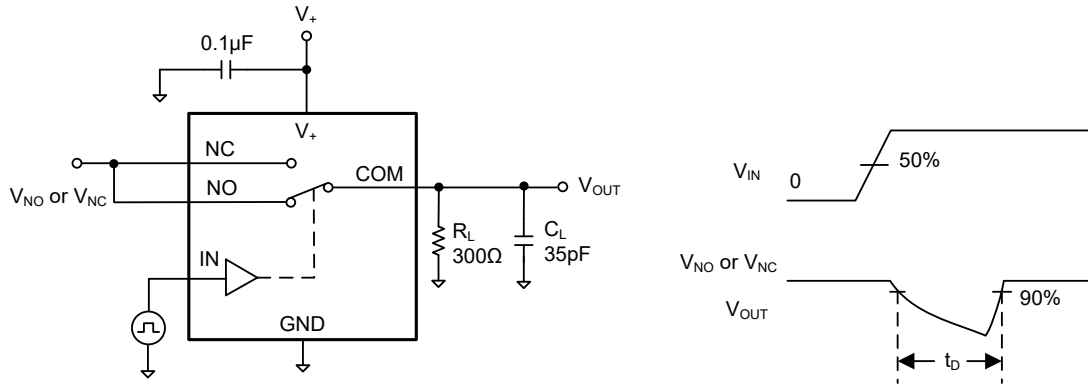 V+
0.1µF
V+
NC
NO
COM
VNO or VNC
VOUT
IN
RL
300Ω
CL
35pF
GND
VIN
0
50%
VNO or VNC
VOUT
90%
tD